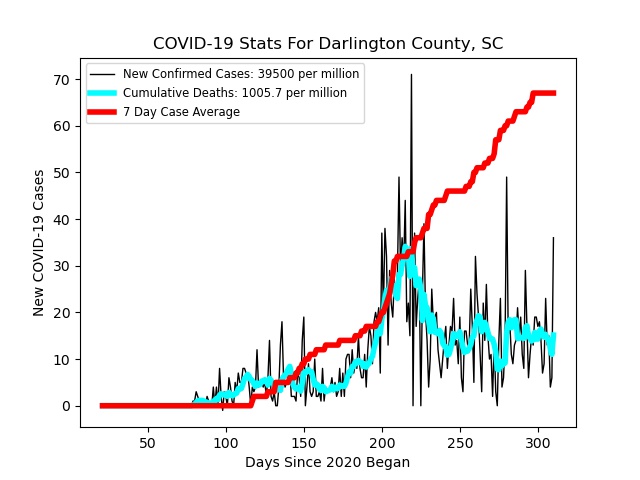 COVID-19 Stats For Darlington County, SC
New Confirmed Cases: 39500 per million
Cumulative Deaths: 1005.7 per million
7 Day Case Average
New COVID-19 Cases
70
60
50
40
30
20
10
0
50 100 150 200 250 300
Days Since 2020 Began